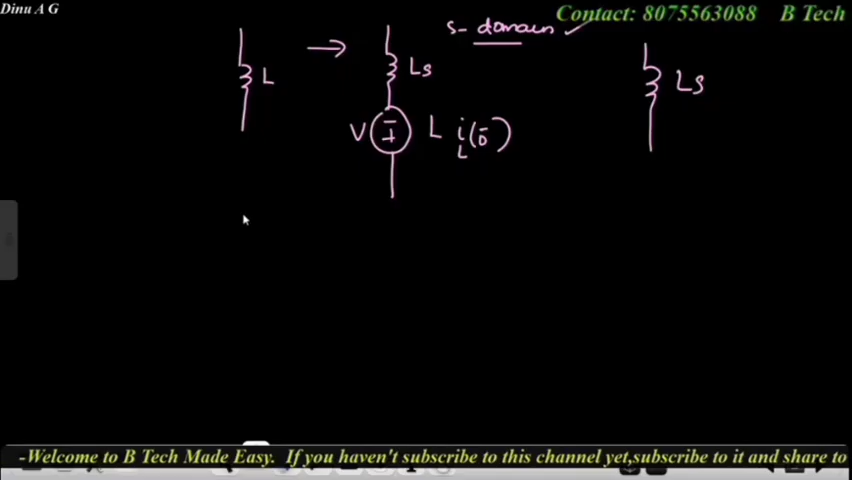 Dinu A G
Contact: 8075563088 B Tech
s-domain ✓
L → Ls
Ls
V - + L i_L(0⁻)
-Welcome to B Tech Made Easy. If you haven't subscribe to this channel yet,subscribe to it and share to